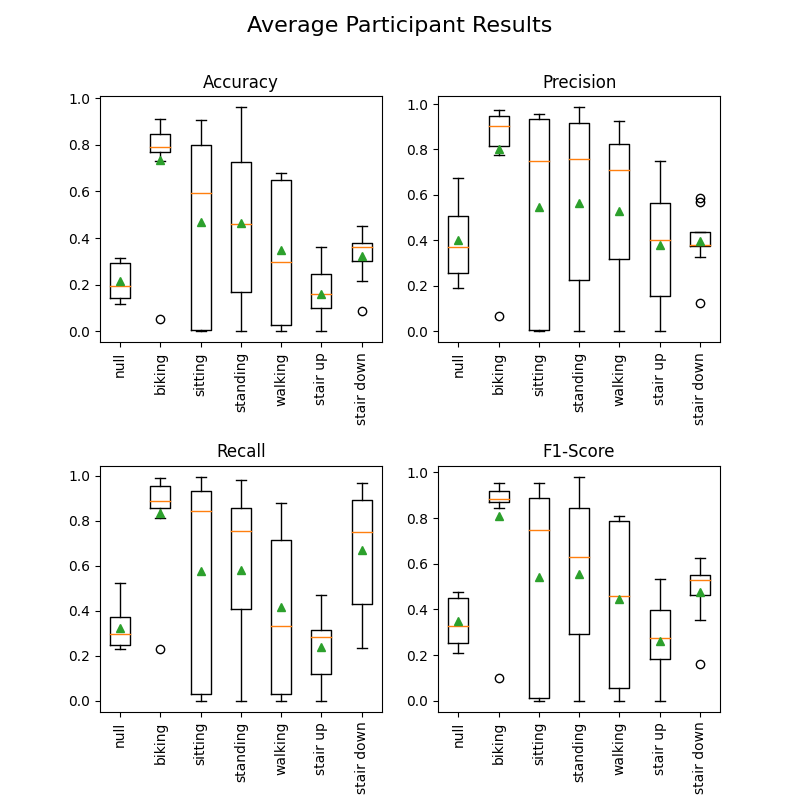 Average Participant Results
Accuracy
1.0
0.8
0.6
0.4
0.2
0.0
null
biking
sitting
standing
walking
stair up
stair down
Precision
1.0
0.8
0.6
0.4
0.2
0.0
null
biking
sitting
standing
walking
stair up
stair down
Recall
1.0
0.8
0.6
0.4
0.2
0.0
null
biking
sitting
standing
walking
stair up
stair down
F1-Score
1.0
0.8
0.6
0.4
0.2
0.0
null
biking
sitting
standing
walking
stair up
stair down